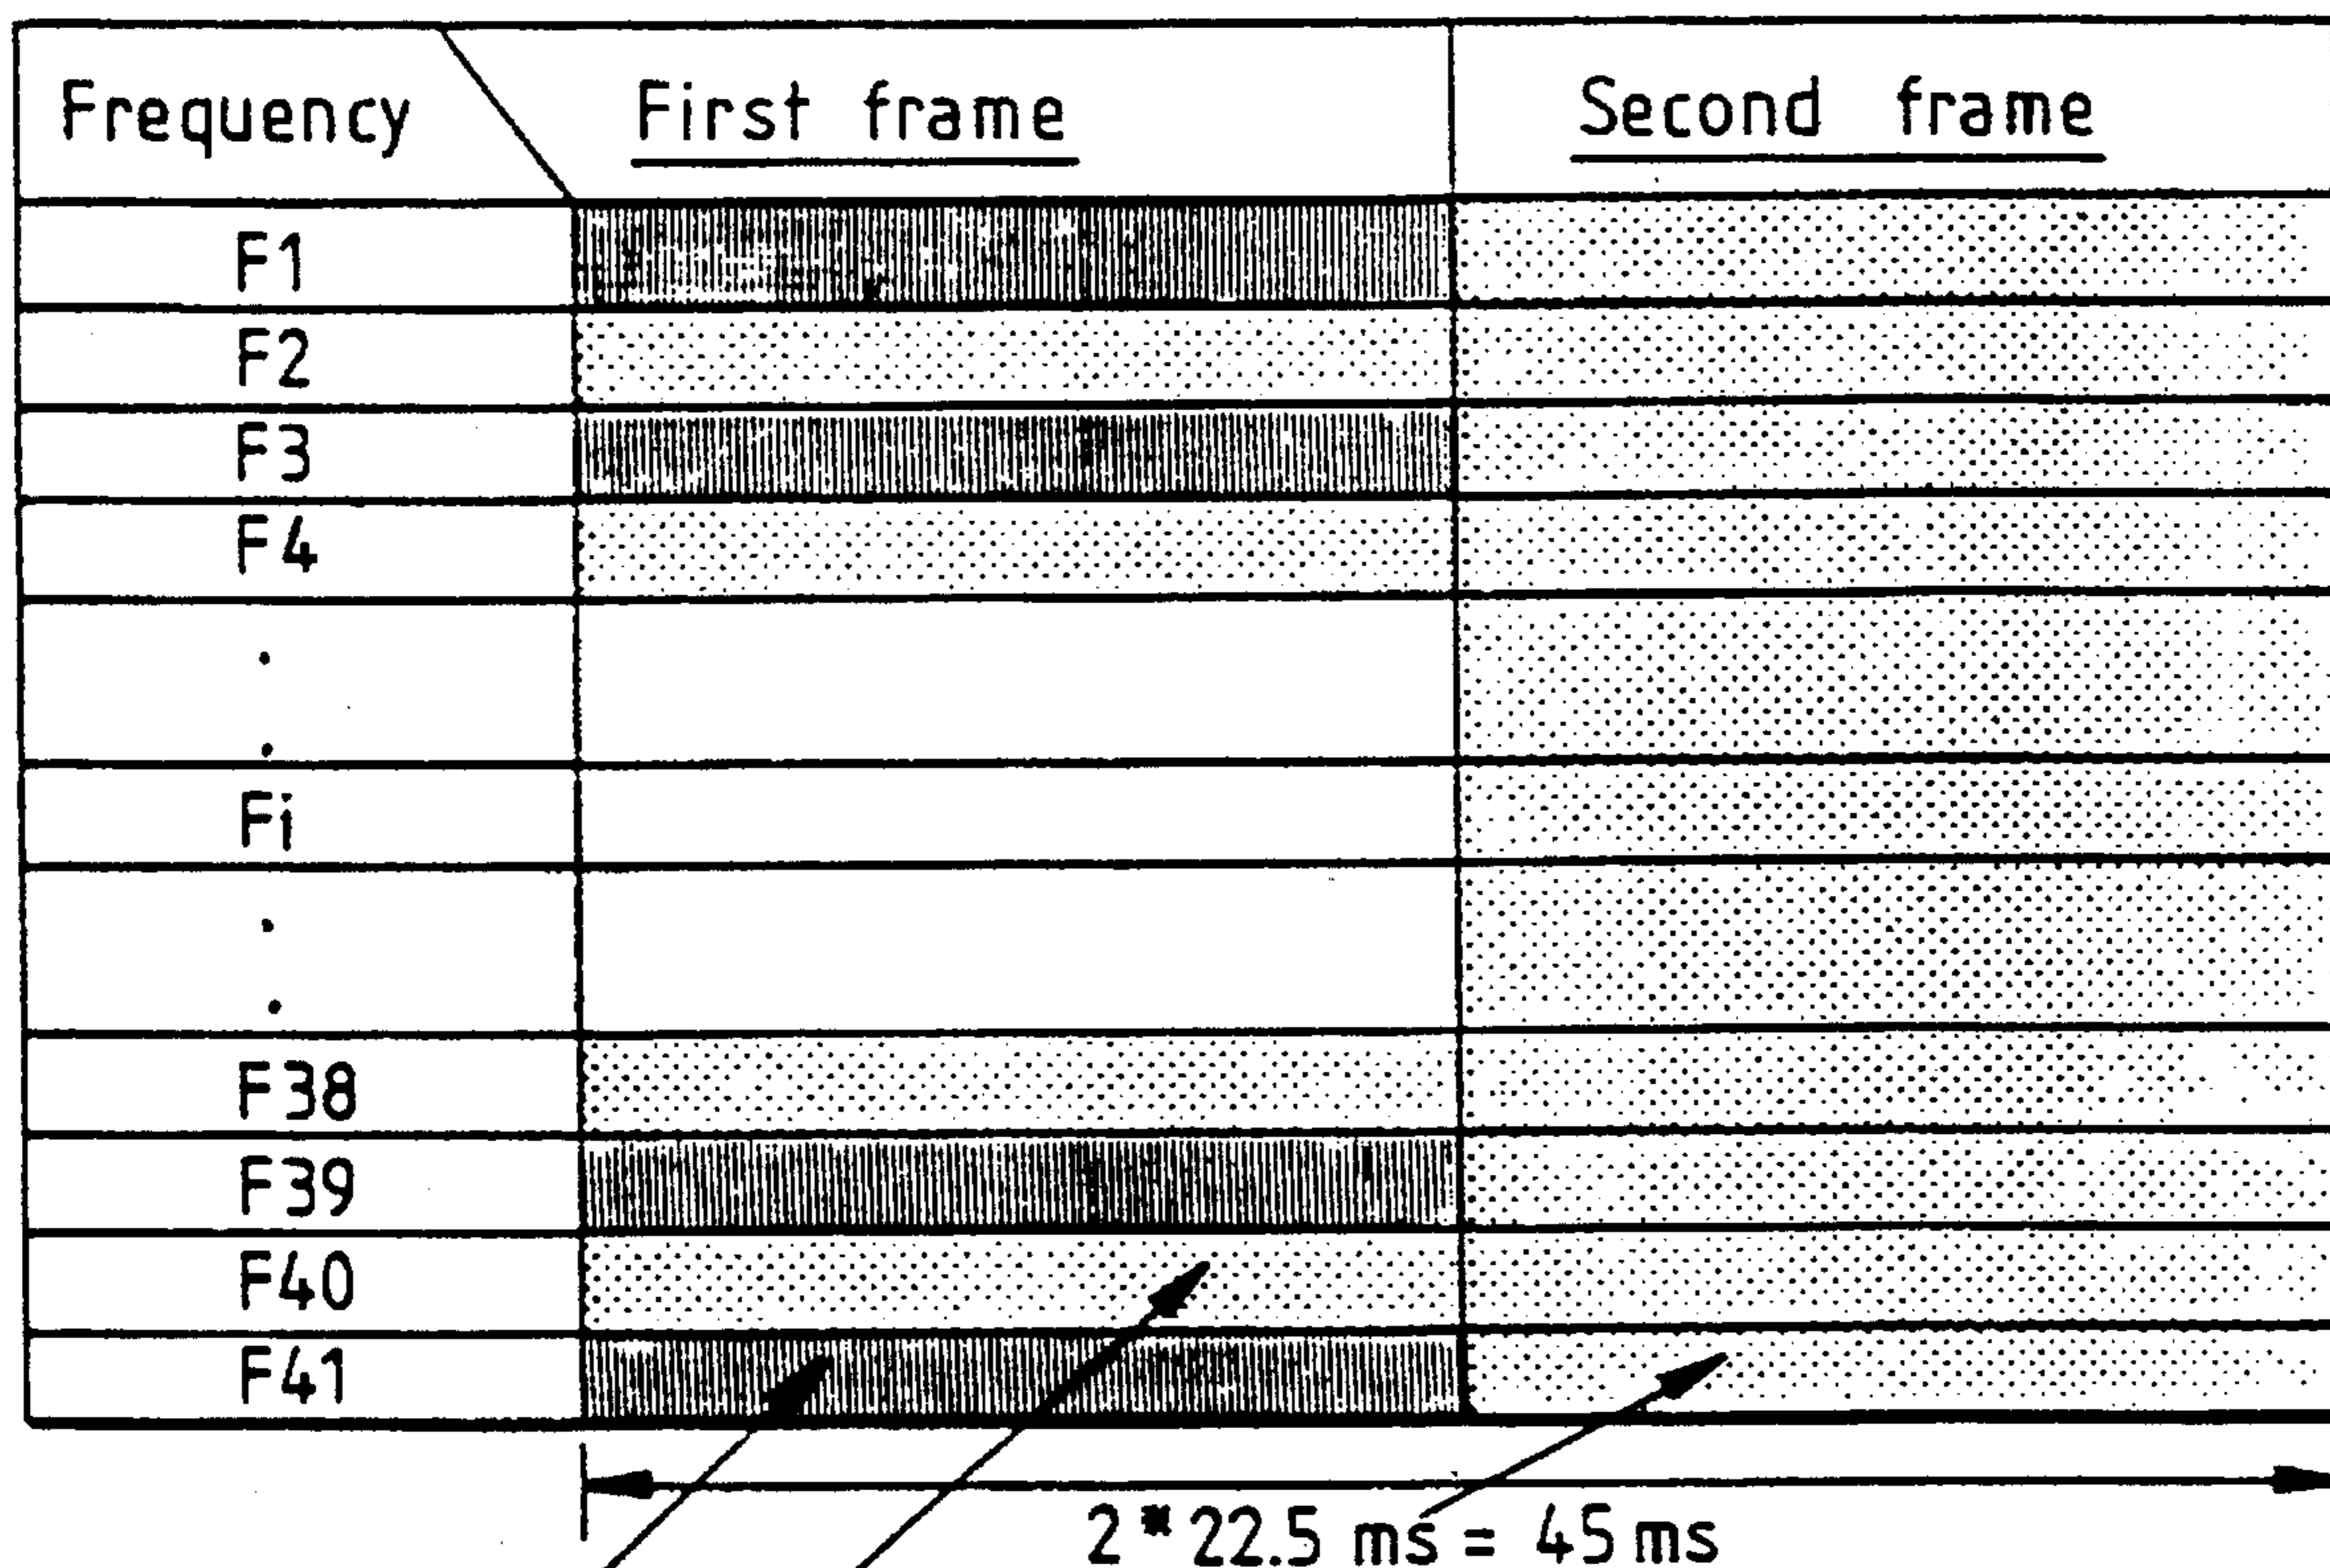 Frequency First frame Second frame
F1
F2
F3
F4
.
.
Fi
.
.
F38
F39
F40
F41
2*22.5 ms = 45 ms